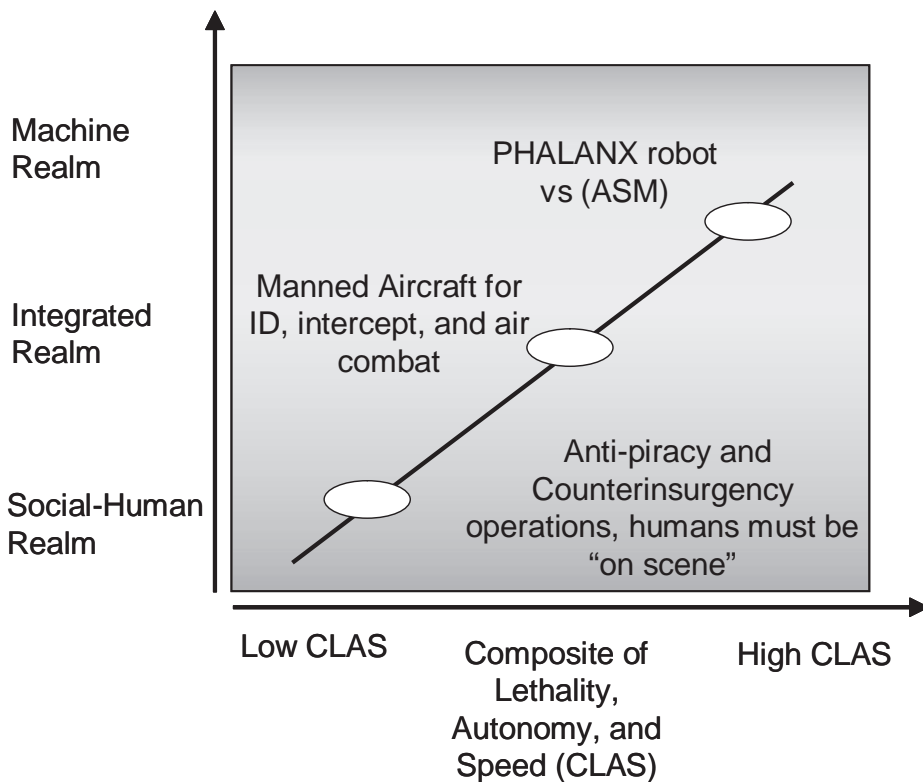 Machine
Realm
PHALANX robot
vs (ASM)
Manned Aircraft for
ID, intercept, and air
combat
Integrated
Realm
Anti-piracy and
Counterinsurgency
operations, humans must be
“on scene”
Social-Human
Realm
Low CLAS
Composite of
Lethality,
Autonomy, and
Speed (CLAS)
High CLAS